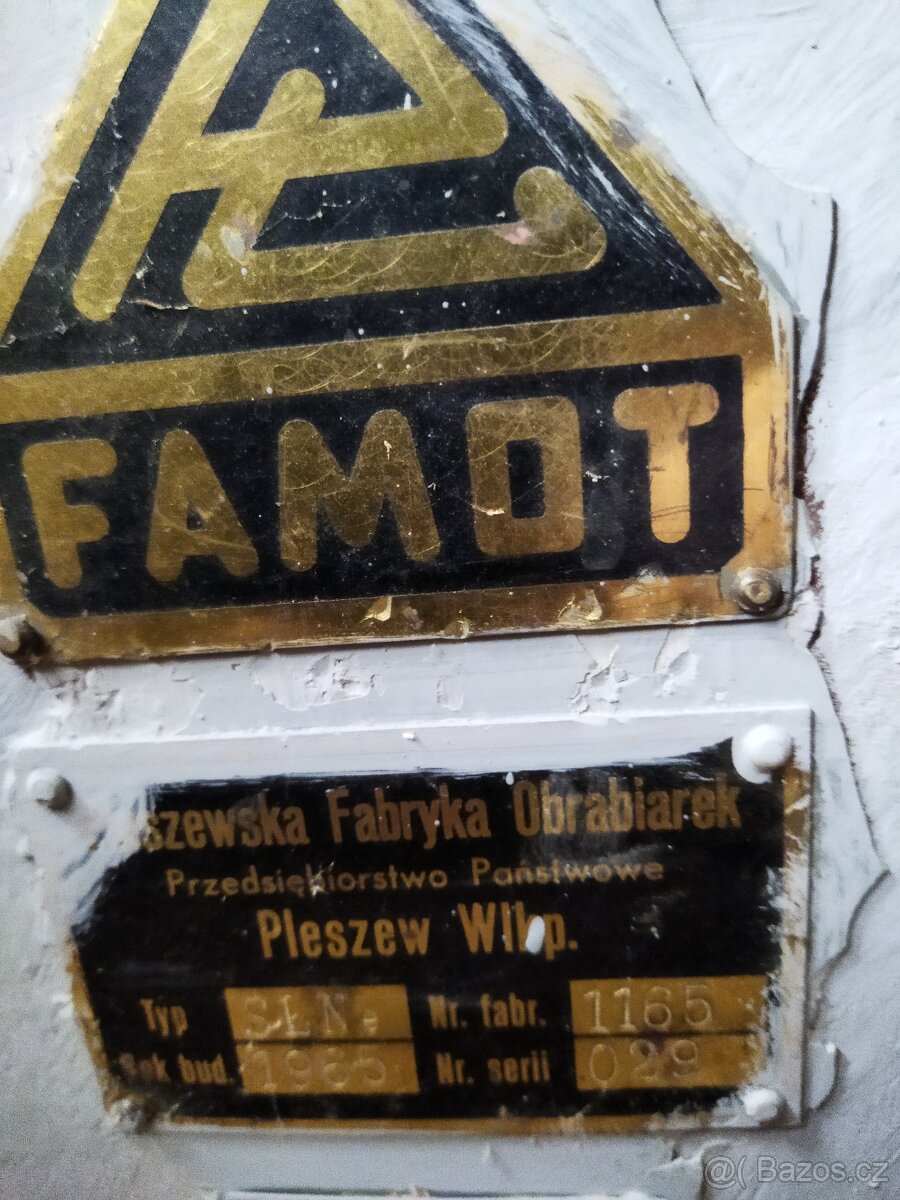 FAMOT
szewska Fabryka Obrabiarek
Przedsiębiorstwo Państwowe
Pleszew Wlkp.
Typ SŁN. Nr. fabr. 1165
Rok bud. Nr. serii 029
@( Bazos.cz